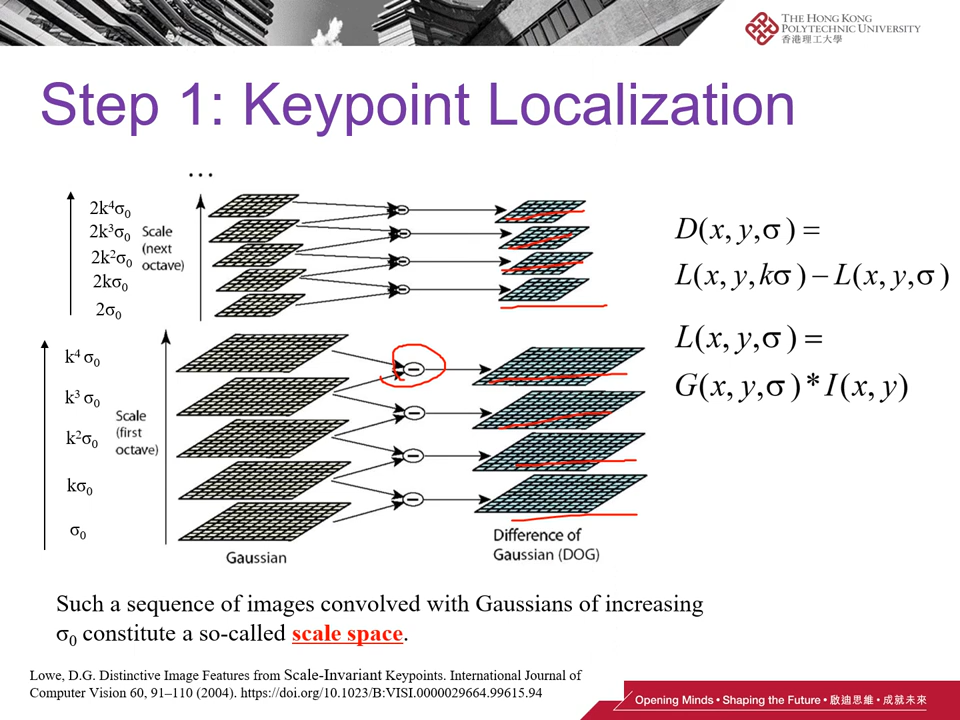 THE HONG KONG
POLYTECHNIC UNIVERSITY
香港理工大學
Step 1: Keypoint Localization
…
2k⁴σ₀
2k³σ₀
2k²σ₀
2kσ₀
2σ₀
Scale
(next
octave)
k⁴ σ₀
k³ σ₀
k²σ₀
kσ₀
σ₀
Scale
(first
octave)
Gaussian
Difference of
Gaussian (DOG)
D(x, y,σ) =
L(x, y, kσ) − L(x, y,σ)
L(x, y,σ) =
G(x, y,σ) * I(x, y)
Such a sequence of images convolved with Gaussians of increasing
σ₀ constitute a so-called scale space.
Lowe, D.G. Distinctive Image Features from Scale-Invariant Keypoints. International Journal of
Computer Vision 60, 91–110 (2004). https://doi.org/10.1023/B:VISI.0000029664.99615.94
Opening Minds • Shaping the Future • 啟迪思維 • 成就未來